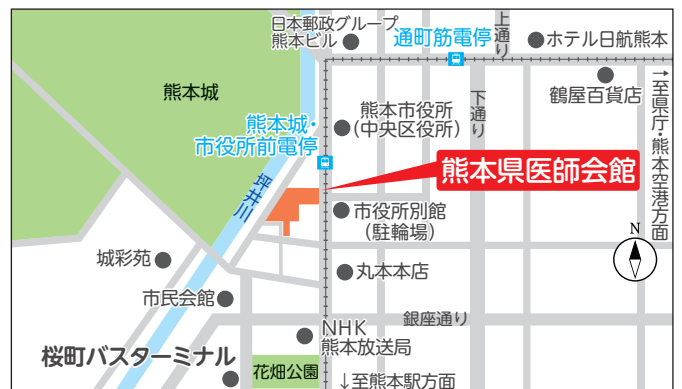 日本郵政グループ
熊本ビル
通町筋電停
上通り
ホテル日航熊本
熊本城
熊本市役所
(中央区役所)
下通り
鶴屋百貨店
→至県庁・熊本空港方面
熊本城・
市役所前電停
熊本県医師会館
坪井川
市役所別館
(駐輪場)
N
城彩苑
丸本本店
市民会館
銀座通り
NHK
熊本放送局
桜町バスターミナル
花畑公園
↓至熊本駅方面